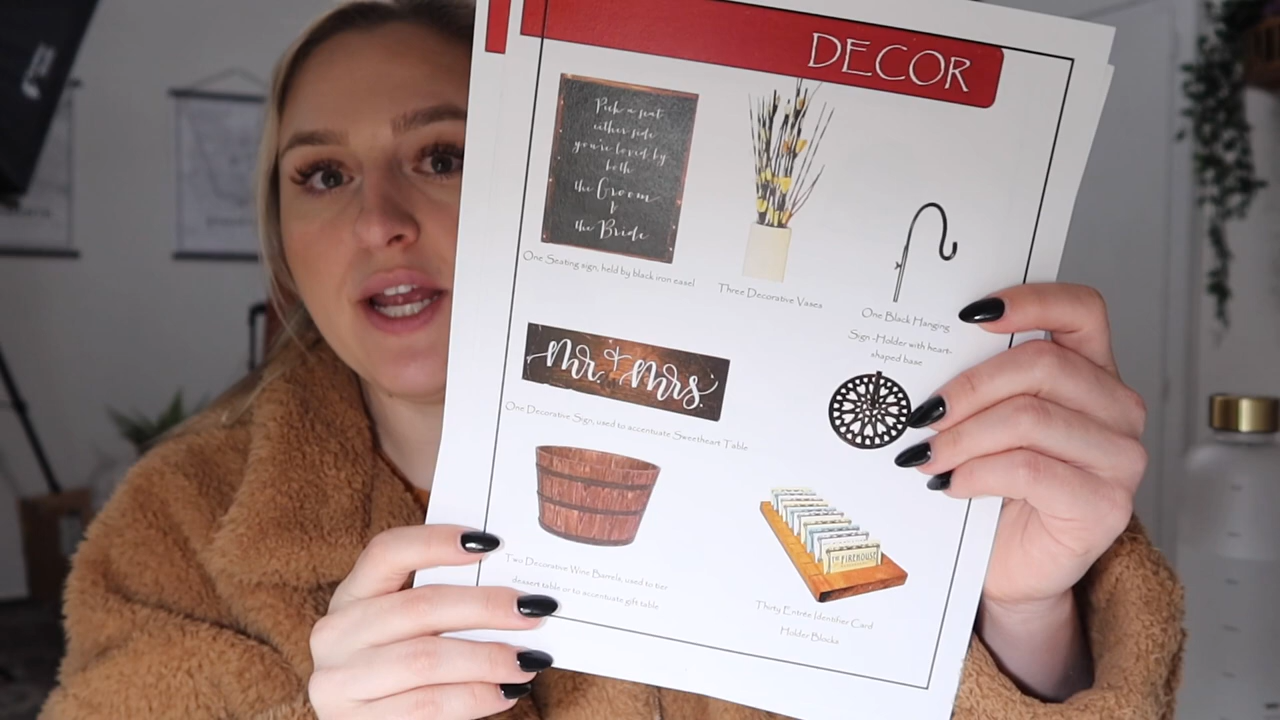 DECOR
Pick a seat
either side
you're loved by
both
the Groom
&
the Bride
One Seating sign, held by black iron easel
Three Decorative Vases
One Black Hanging
Sign -Holder with heart-
shaped base
Mr & Mrs
One Decorative Sign, used to accentuate Sweetheart Table
THE FIREHOUSE
Two Decorative Wine Barrels, used to tier
dessert table or to accentuate gift table
Thirty Entrée Identifier Card
Holder Blocks